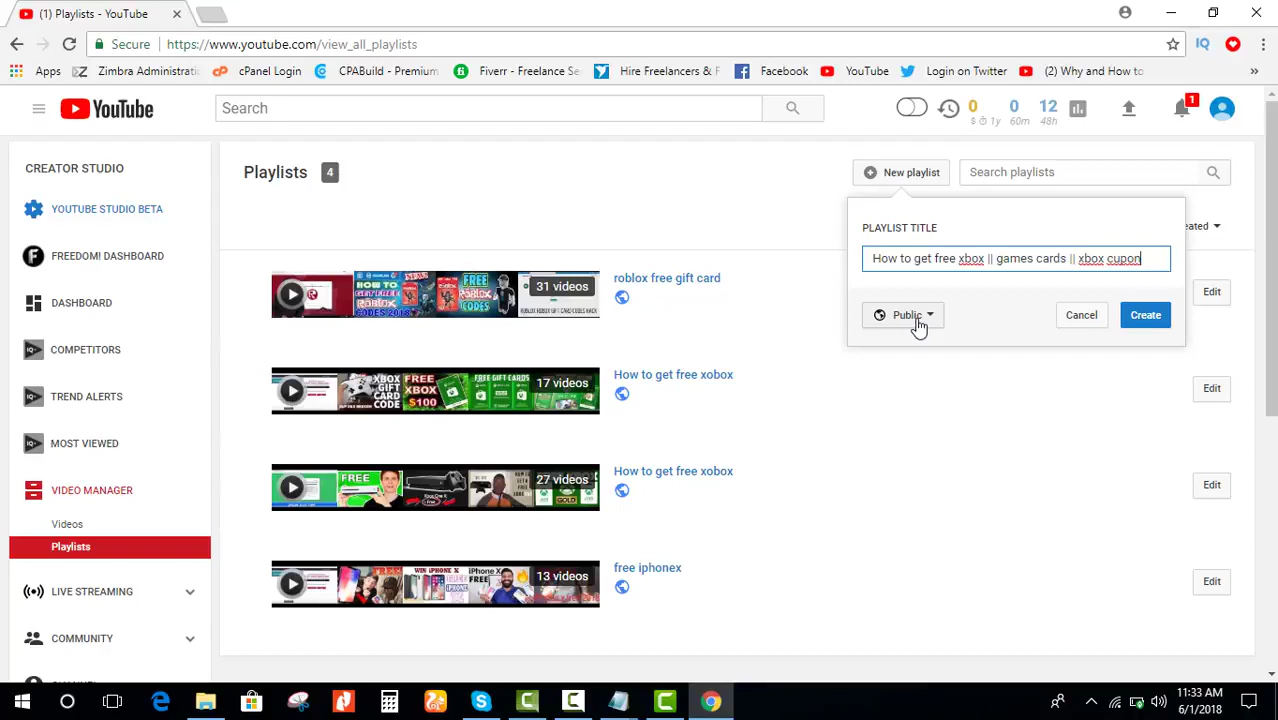 (1) Playlists - YouTube
Secure
https://www.youtube.com/view_all_playlists
IQ
Apps
Zimbra Administrati
cPanel Login
CPABuild - Premium
Fiverr - Freelance Se
Hire Freelancers & F
Facebook
YouTube
Login on Twitter
(2) Why and How to
YouTube
Search
0
$ 1y
0
60m
12
48h
1
CREATOR STUDIO
YOUTUBE STUDIO BETA
FREEDOM! DASHBOARD
DASHBOARD
COMPETITORS
TREND ALERTS
MOST VIEWED
VIDEO MANAGER
Videos
Playlists
LIVE STREAMING
COMMUNITY
Playlists 4
New playlist
Search playlists
PLAYLIST TITLE
ated
How to get free xbox || games cards || xbox cupon
Public
Cancel
Create
31 videos
roblox free gift card
Edit
17 videos
How to get free xobox
Edit
27 videos
How to get free xobox
Edit
13 videos
free iphonex
Edit
11:33 AM
6/1/2018